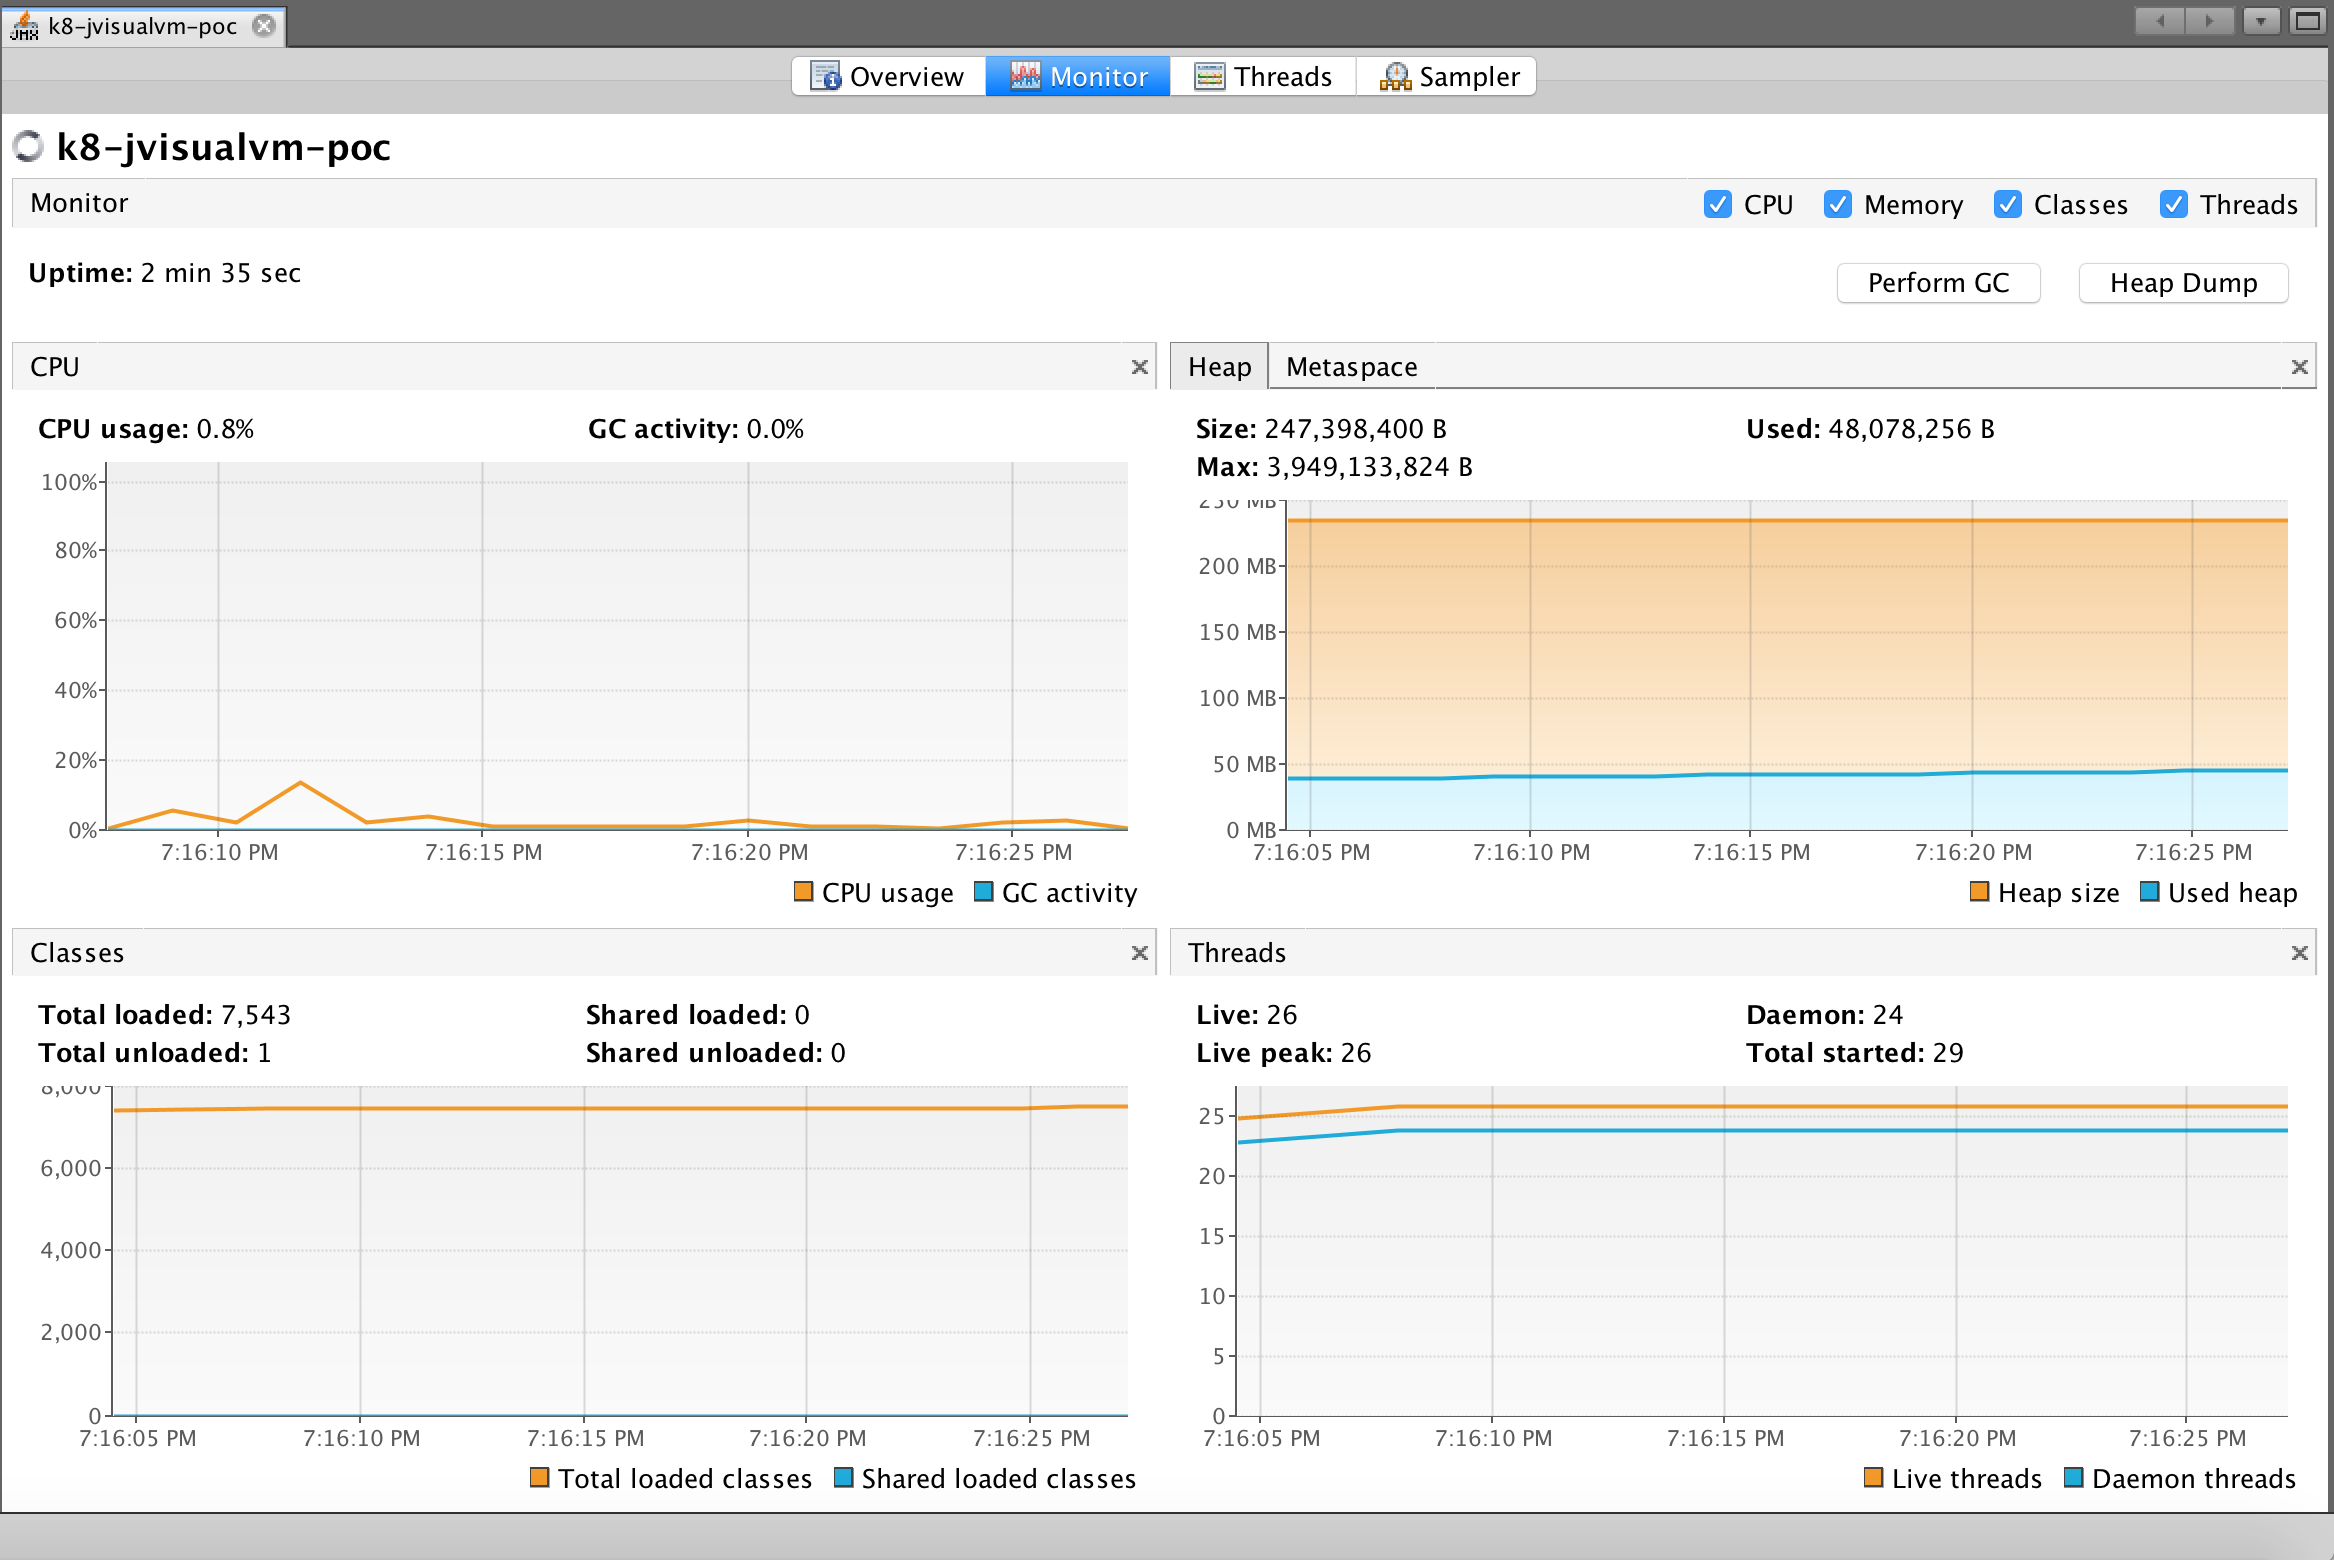 JMX k8-jvisualvm-poc
Overview Monitor Threads Sampler
k8-jvisualvm-poc
Monitor
CPU Memory Classes Threads
Uptime: 2 min 35 sec
Perform GC Heap Dump
CPU
CPU usage: 0.8% GC activity: 0.0%
100%
80%
60%
40%
20%
0%
7:16:10 PM 7:16:15 PM 7:16:20 PM 7:16:25 PM
CPU usage GC activity
Heap Metaspace
Size: 247,398,400 B Used: 48,078,256 B
Max: 3,949,133,824 B
250 MB
200 MB
150 MB
100 MB
50 MB
0 MB
7:16:05 PM 7:16:10 PM 7:16:15 PM 7:16:20 PM 7:16:25 PM
Heap size Used heap
Classes
Total loaded: 7,543 Shared loaded: 0
Total unloaded: 1 Shared unloaded: 0
8,000
6,000
4,000
2,000
0
7:16:05 PM 7:16:10 PM 7:16:15 PM 7:16:20 PM 7:16:25 PM
Total loaded classes Shared loaded classes
Threads
Live: 26 Daemon: 24
Live peak: 26 Total started: 29
25
20
15
10
5
0
7:16:05 PM 7:16:10 PM 7:16:15 PM 7:16:20 PM 7:16:25 PM
Live threads Daemon threads